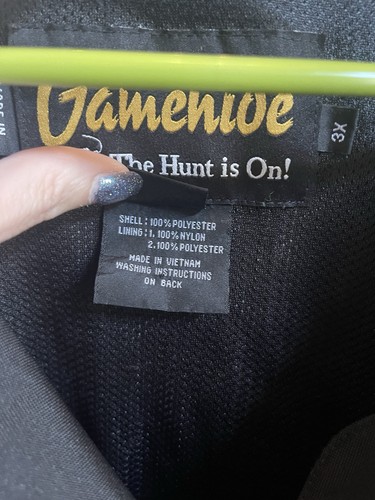 Gamehide
The Hunt is On!
3X
SHELL : 100% POLYESTER
LINING : 1. 100% NYLON
2. 100% POLYESTER
MADE IN VIETNAM
WASHING INSTRUCTIONS
ON BACK